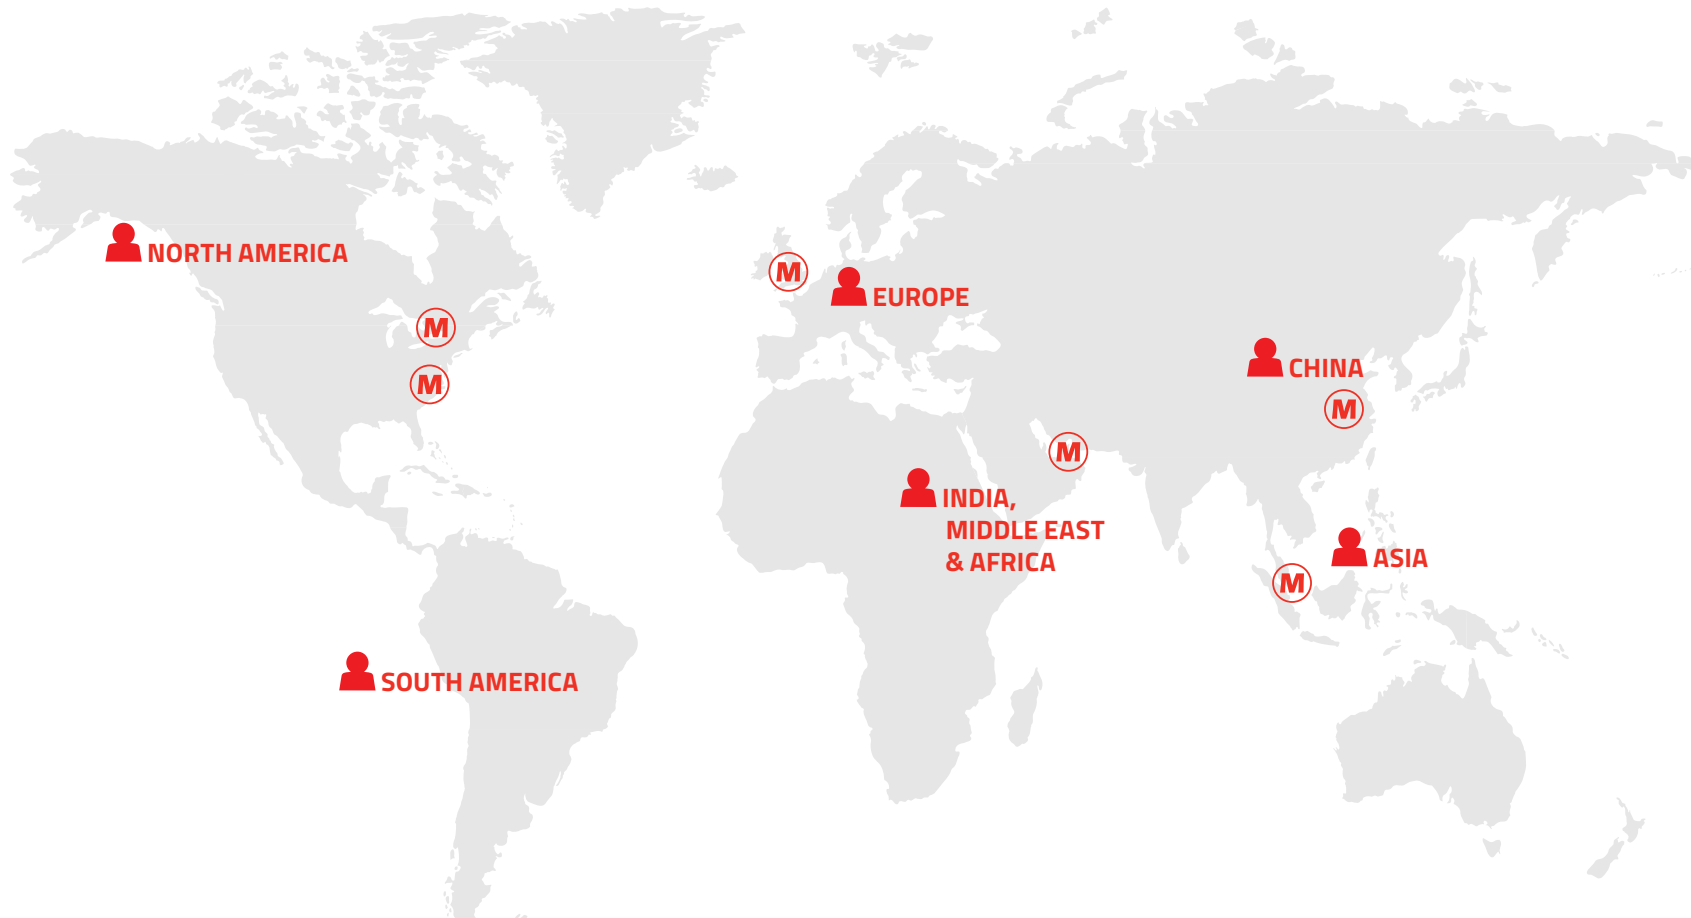 NORTH AMERICA
M
EUROPE
M
CHINA
M
M
M
INDIA,
MIDDLE EAST
& AFRICA
ASIA
M
SOUTH AMERICA